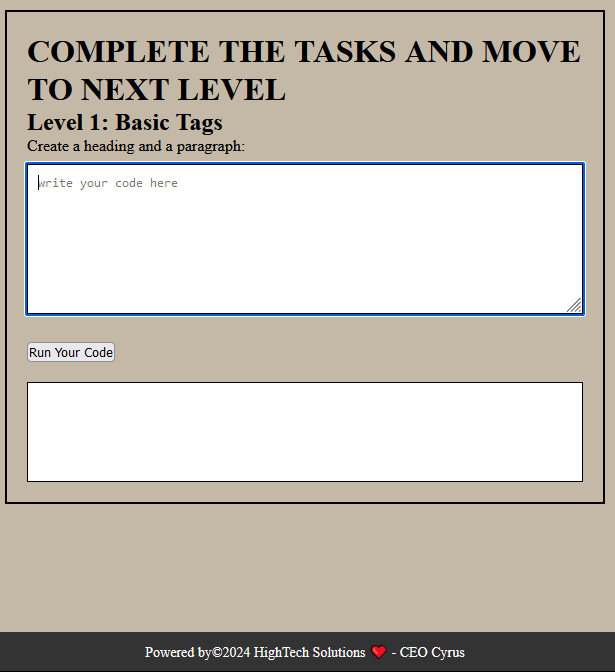 COMPLETE THE TASKS AND MOVE
TO NEXT LEVEL
Level 1: Basic Tags
Create a heading and a paragraph:
write your code here
Run Your Code
Powered by©2024 HighTech Solutions ❤️ - CEO Cyrus